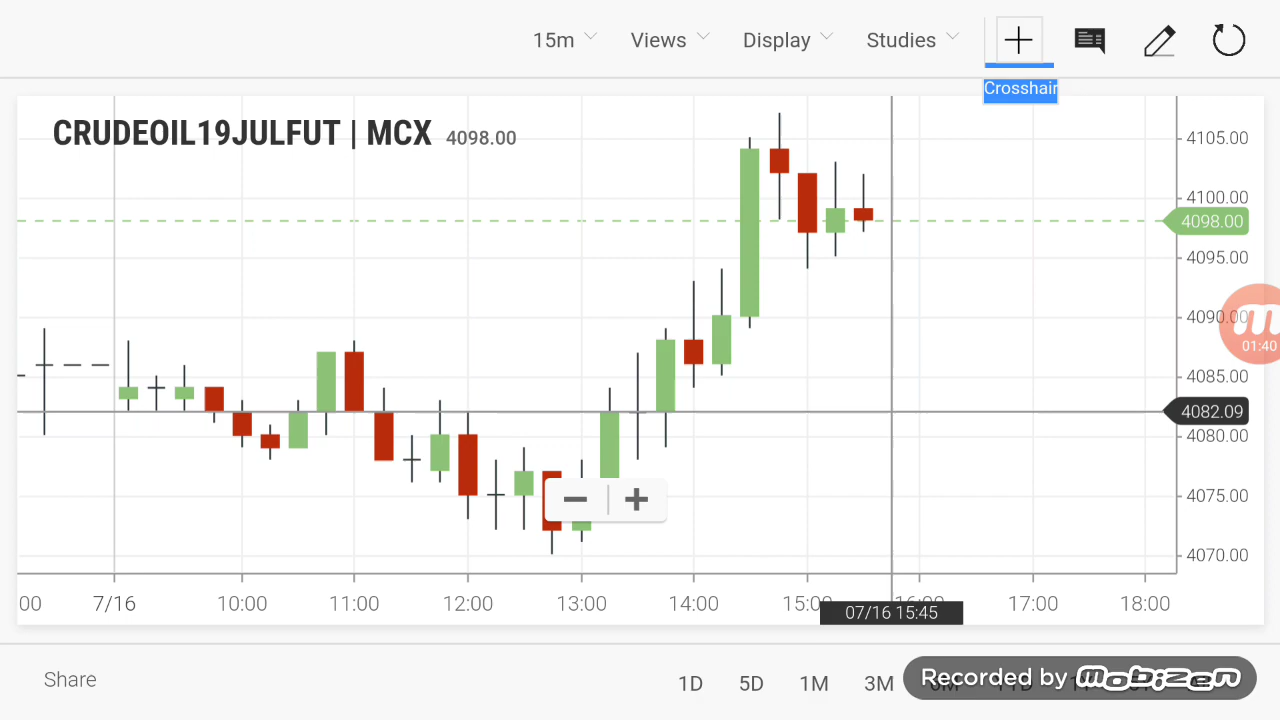 15m Views Display Studies
Crosshair
CRUDEOIL19JULFUT | MCX 4098.00
4105.00
4100.00
4098.00
4095.00
4090.00
01:40
4085.00
4082.09
4080.00
4075.00
4070.00
00 7/16 10:00 11:00 12:00 13:00 14:00 15:00 16:00 17:00 18:00
07/16 15:45
Share 1D 5D 1M 3M
Recorded by mobizen